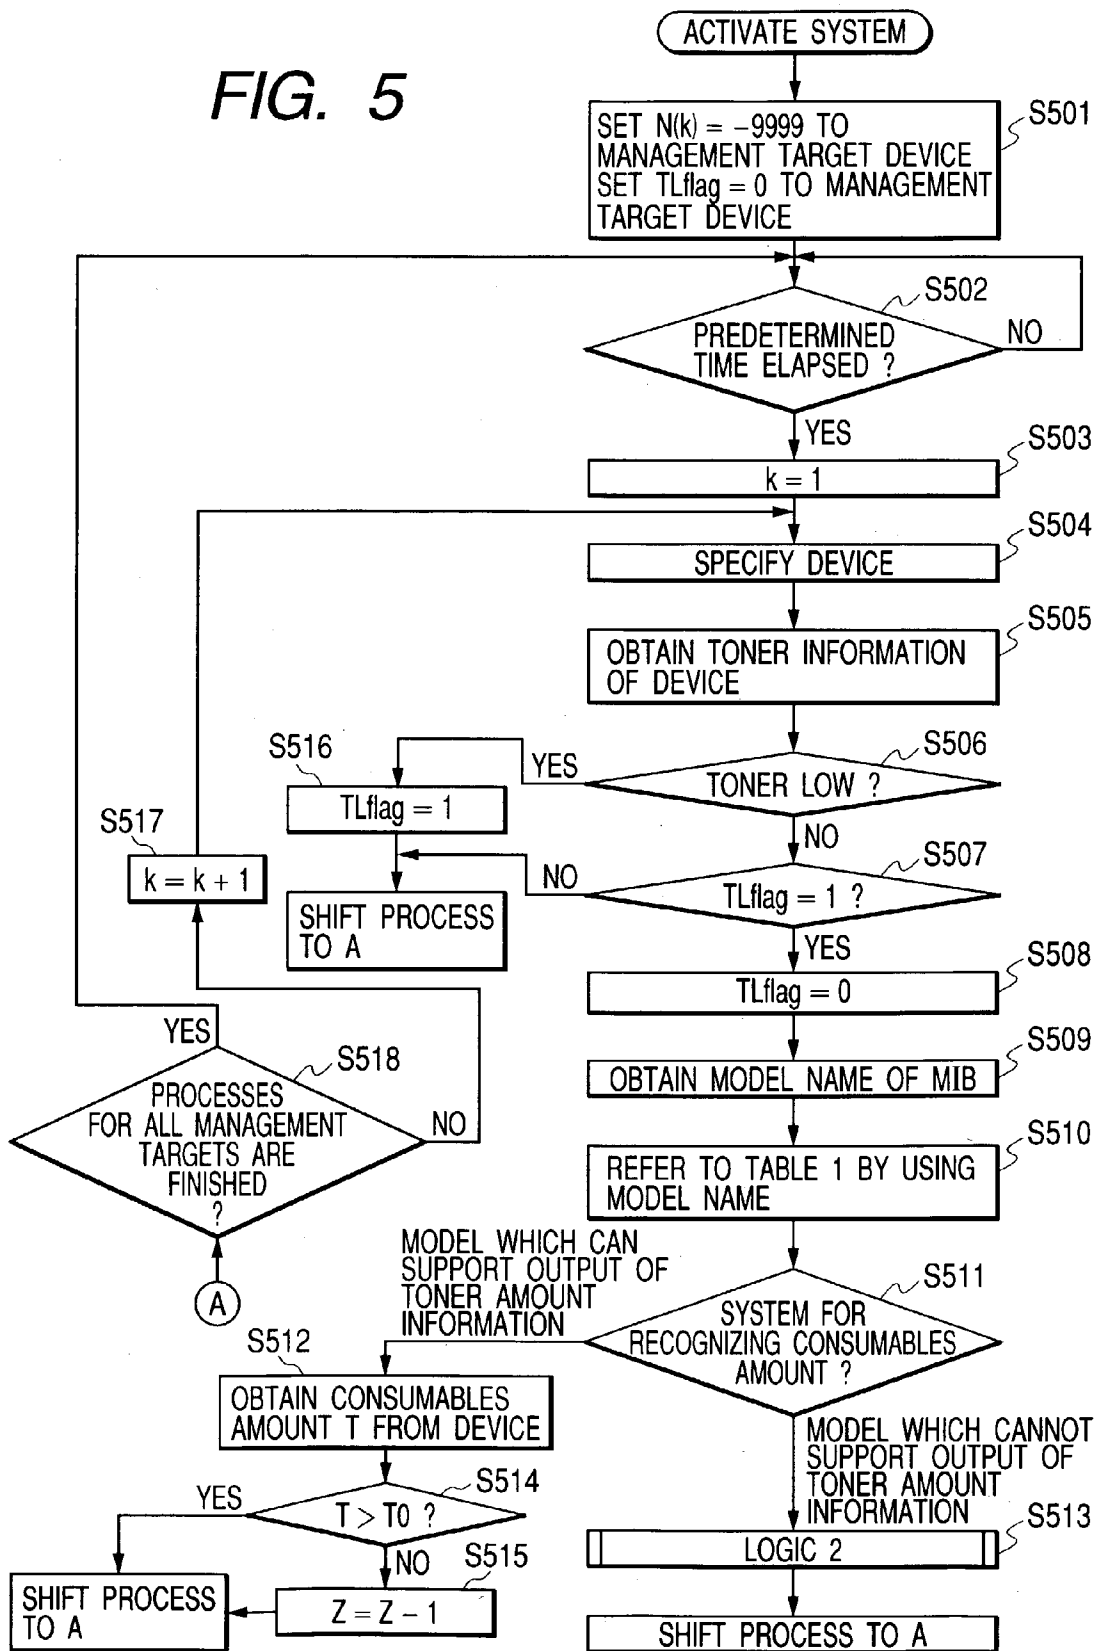 FIG. 5
ACTIVATE SYSTEM
S501
SET N(k) = -9999 TO
MANAGEMENT TARGET DEVICE
SET TLflag = 0 TO MANAGEMENT
TARGET DEVICE
S502
PREDETERMINED
TIME ELAPSED ?
NO
YES
S503
k = 1
S504
SPECIFY DEVICE
S505
OBTAIN TONER INFORMATION
OF DEVICE
S506
TONER LOW ?
YES
NO
S516
TLflag = 1
S517
k = k + 1
S507
TLflag = 1 ?
NO
YES
SHIFT PROCESS
TO A
S508
TLflag = 0
S509
OBTAIN MODEL NAME OF MIB
S510
REFER TO TABLE 1 BY USING
MODEL NAME
YES
S518
PROCESSES
FOR ALL MANAGEMENT
TARGETS ARE
FINISHED
?
NO
A
S511
SYSTEM FOR
RECOGNIZING CONSUMABLES
AMOUNT ?
MODEL WHICH CAN
SUPPORT OUTPUT OF
TONER AMOUNT
INFORMATION
S512
OBTAIN CONSUMABLES
AMOUNT T FROM DEVICE
S514
T > T0 ?
YES
NO
S515
Z = Z - 1
SHIFT PROCESS
TO A
MODEL WHICH CANNOT
SUPPORT OUTPUT OF
TONER AMOUNT
INFORMATION
S513
LOGIC 2
SHIFT PROCESS TO A